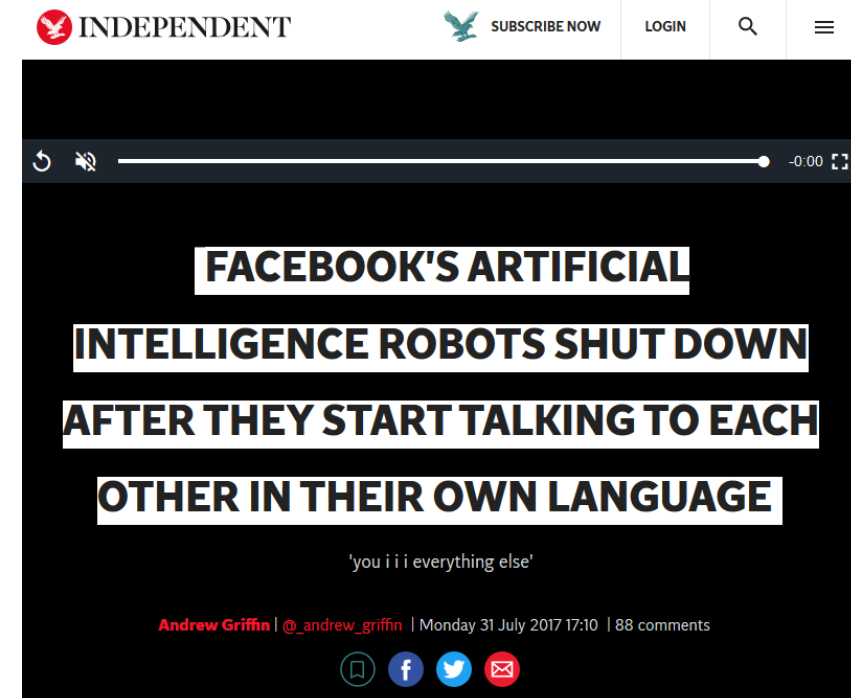 INDEPENDENT SUBSCRIBE NOW LOGIN
-0:00
FACEBOOK'S ARTIFICIAL
INTELLIGENCE ROBOTS SHUT DOWN
AFTER THEY START TALKING TO EACH
OTHER IN THEIR OWN LANGUAGE
'you i i i everything else'
Andrew Griffin | @_andrew_griffin | Monday 31 July 2017 17:10 | 88 comments